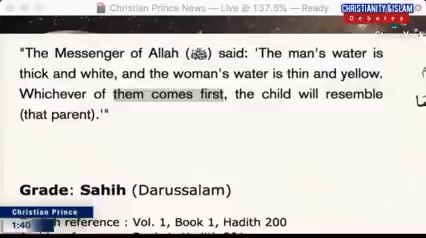 Christian Prince News — Live @ 137.5% — Ready
CHRISTIANITY & ISLAM
Debates
"The Messenger of Allah (ﷺ) said: 'The man's water is
thick and white, and the woman's water is thin and yellow.
Whichever of them comes first, the child will resemble
(that parent).'"
Grade: Sahih (Darussalam)
Christian Prince
1:40
reference : Vol. 1, Book 1, Hadith 200